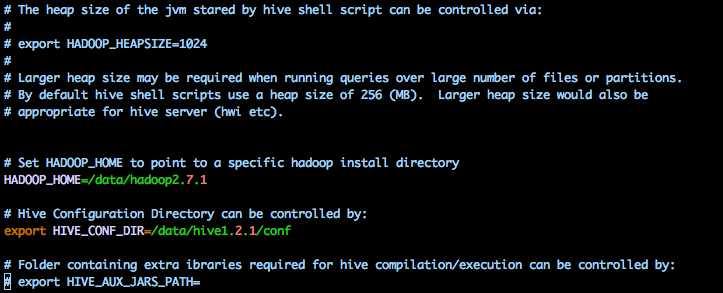 # The heap size of the jvm stared by hive shell script can be controlled via:
#
# export HADOOP_HEAPSIZE=1024
#
# Larger heap size may be required when running queries over large number of files or partitions.
# By default hive shell scripts use a heap size of 256 (MB).  Larger heap size would also be
# appropriate for hive server (hwi etc).
# Set HADOOP_HOME to point to a specific hadoop install directory
HADOOP_HOME=/data/hadoop2.7.1
# Hive Configuration Directory can be controlled by:
export HIVE_CONF_DIR=/data/hive1.2.1/conf
# Folder containing extra ibraries required for hive compilation/execution can be controlled by:
# export HIVE_AUX_JARS_PATH=